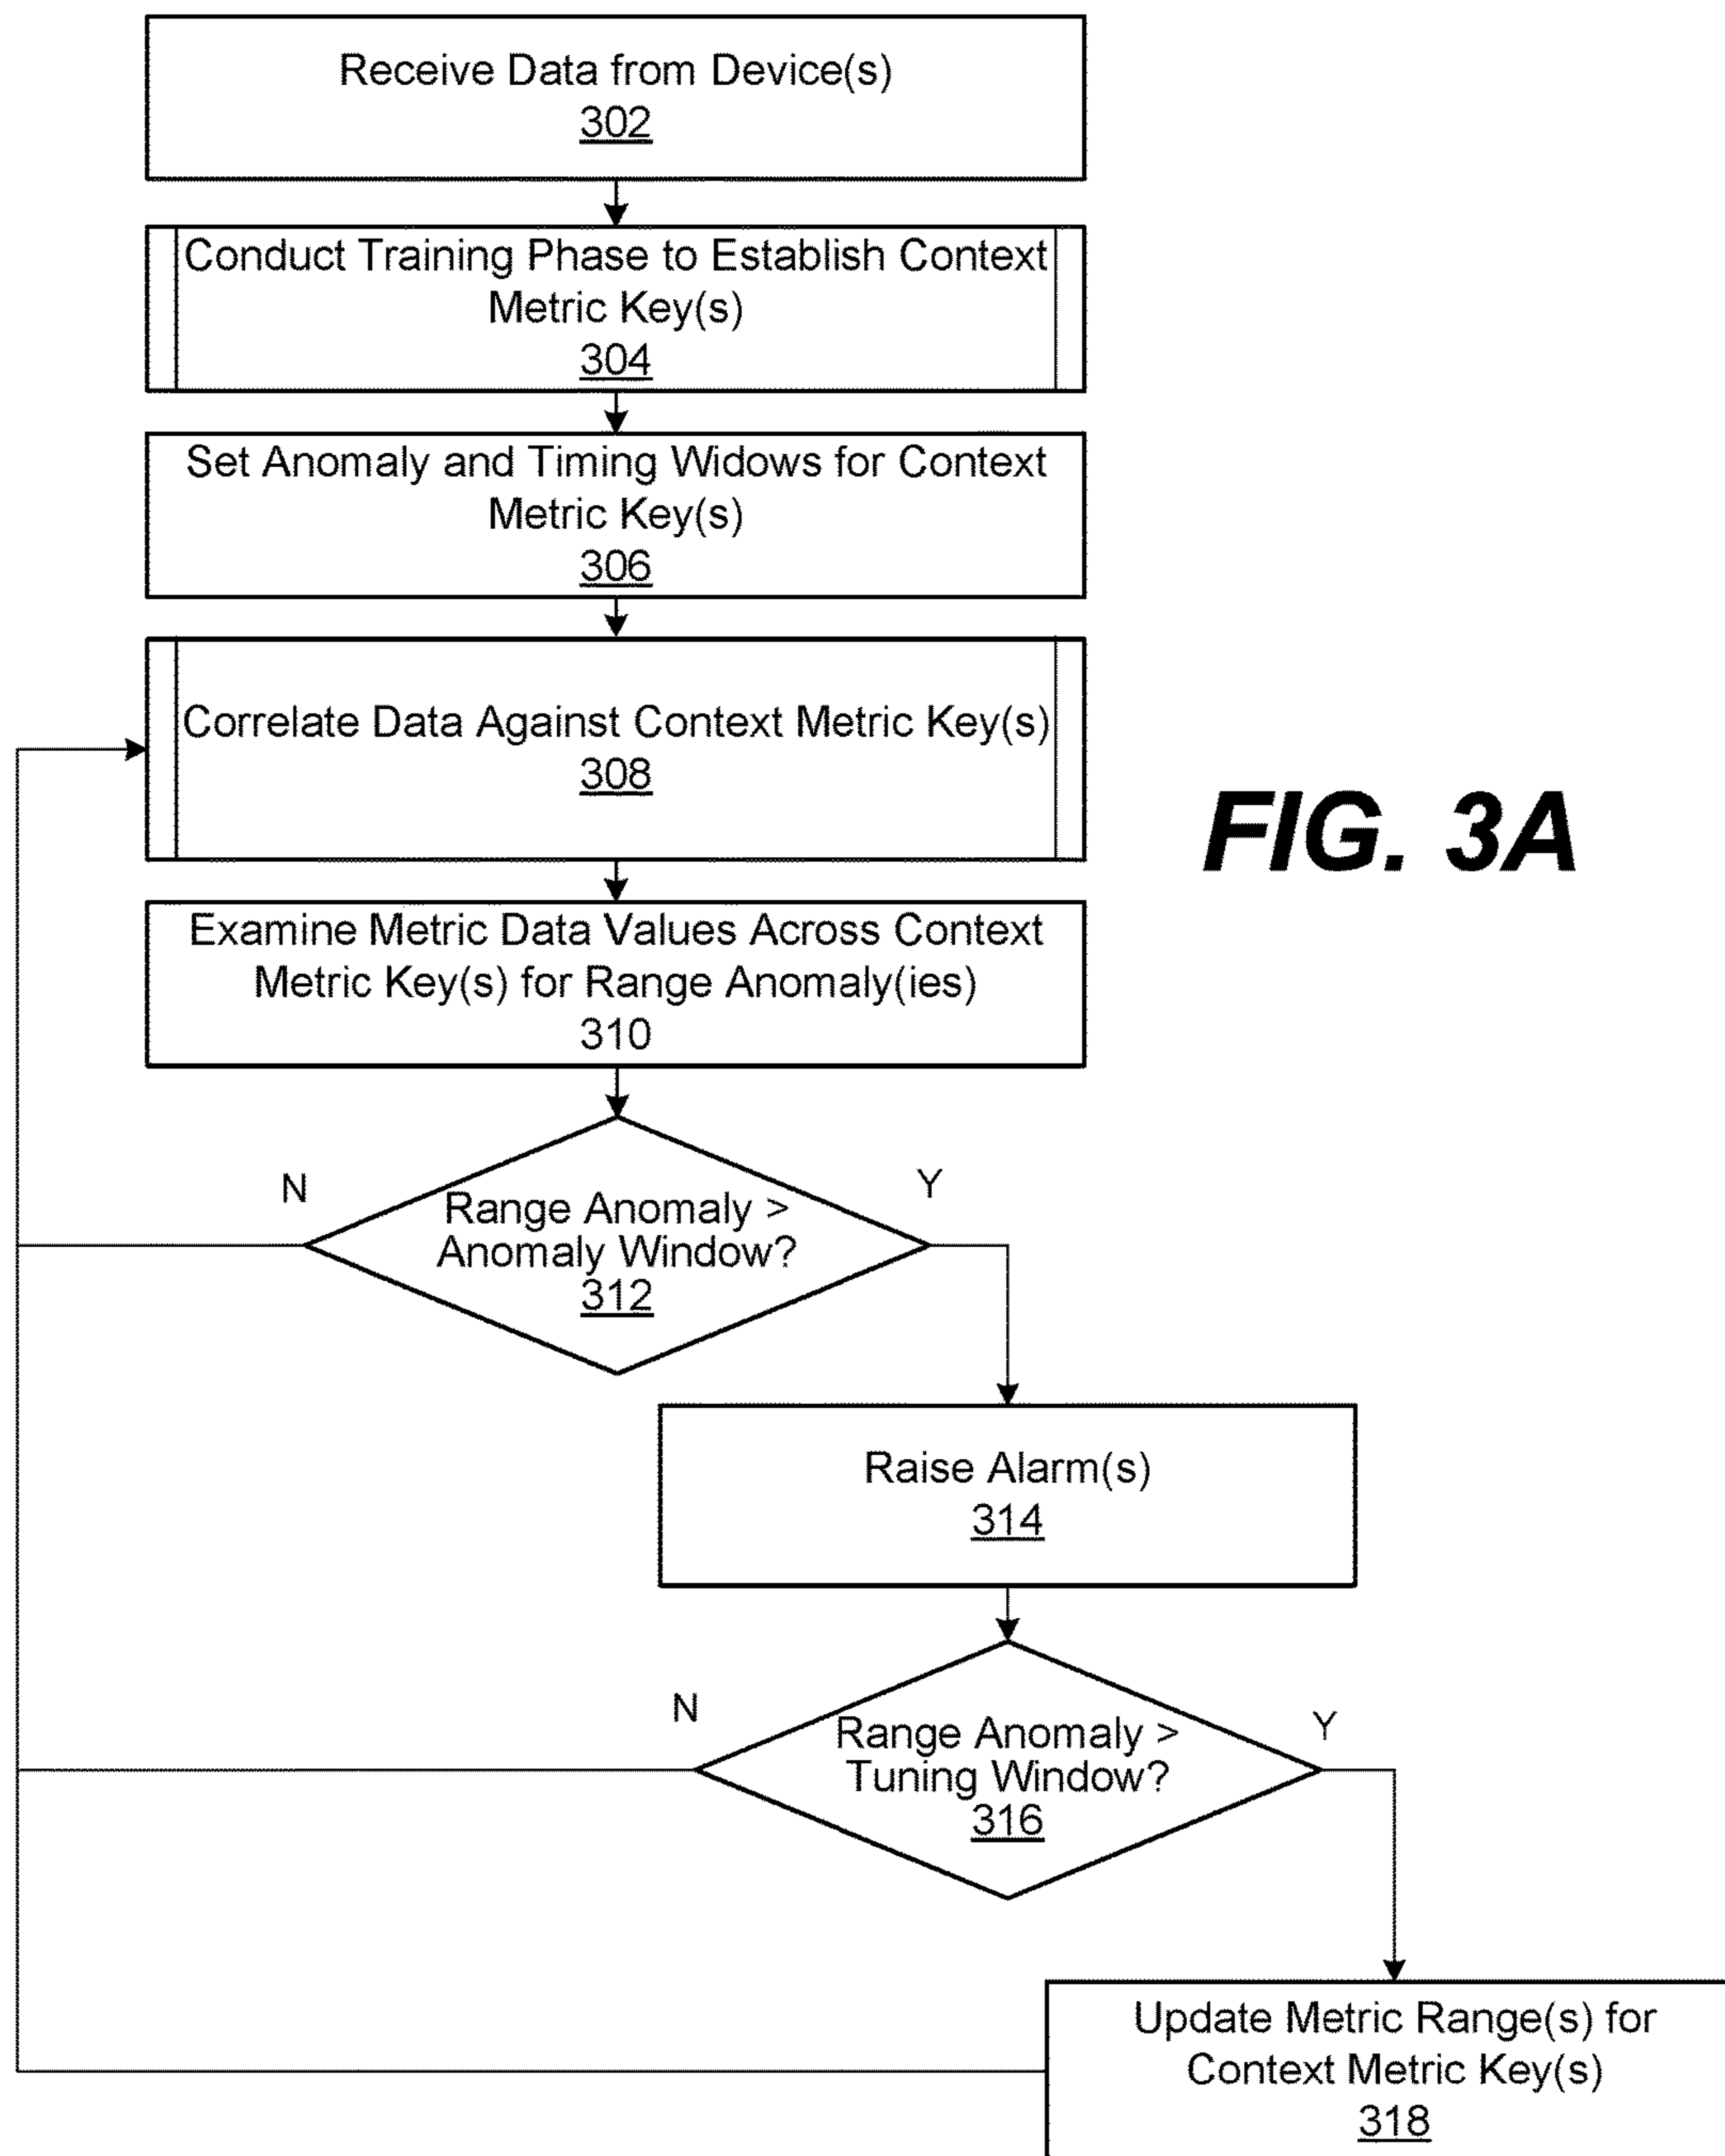 Receive Data from Device(s)
302
Conduct Training Phase to Establish Context
Metric Key(s)
304
Set Anomaly and Timing Widows for Context
Metric Key(s)
306
Correlate Data Against Context Metric Key(s)
308
FIG. 3A
Examine Metric Data Values Across Context
Metric Key(s) for Range Anomaly(ies)
310
N
Y
Range Anomaly >
Anomaly Window?
312
Raise Alarm(s)
314
N
Y
Range Anomaly >
Tuning Window?
316
Update Metric Range(s) for
Context Metric Key(s)
318